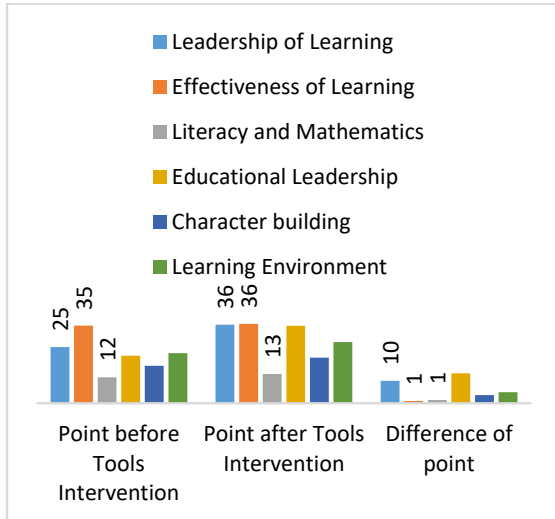 Leadership of Learning
Effectiveness of Learning
Literacy and Mathematics
Educational Leadership
Character building
Learning Environment
25
35
12
36
36
13
10
1
1
Point before
Tools
Intervention
Point after Tools
Intervention
Difference of
point